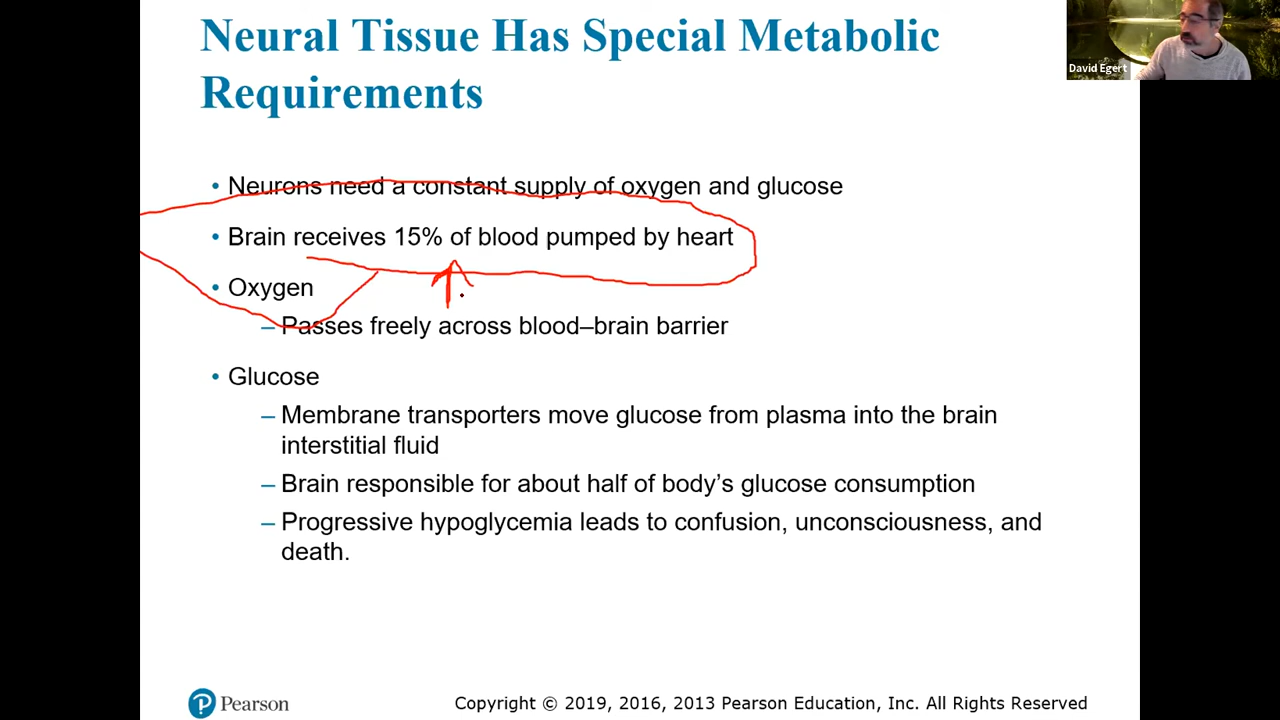 Neural Tissue Has Special Metabolic
Requirements
David Egert
• Neurons need a constant supply of oxygen and glucose
• Brain receives 15% of blood pumped by heart
• Oxygen
– Passes freely across blood–brain barrier
• Glucose
– Membrane transporters move glucose from plasma into the brain
interstitial fluid
– Brain responsible for about half of body’s glucose consumption
– Progressive hypoglycemia leads to confusion, unconsciousness, and
death.
P Pearson
Copyright © 2019, 2016, 2013 Pearson Education, Inc. All Rights Reserved